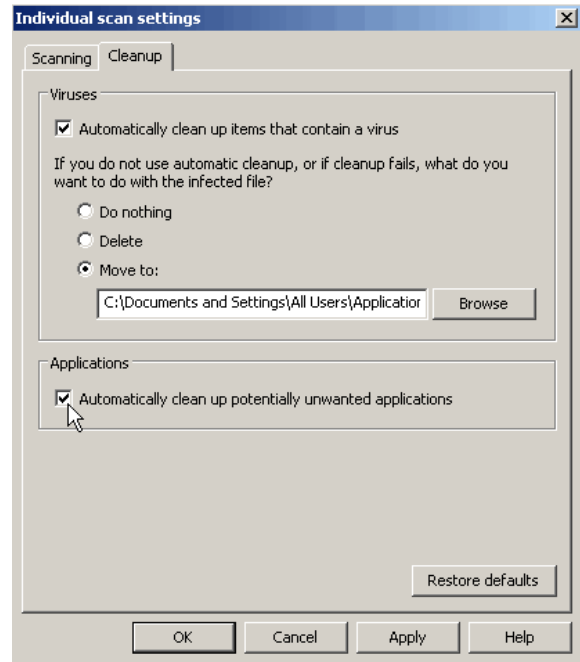 Individual scan settings
Scanning Cleanup
Viruses
Automatically clean up items that contain a virus
If you do not use automatic cleanup, or if cleanup fails, what do you
want to do with the infected file?
Do nothing
Delete
Move to:
C:\Documents and Settings\All Users\Application Browse
Applications
Automatically clean up potentially unwanted applications
Restore defaults
OK Cancel Apply Help